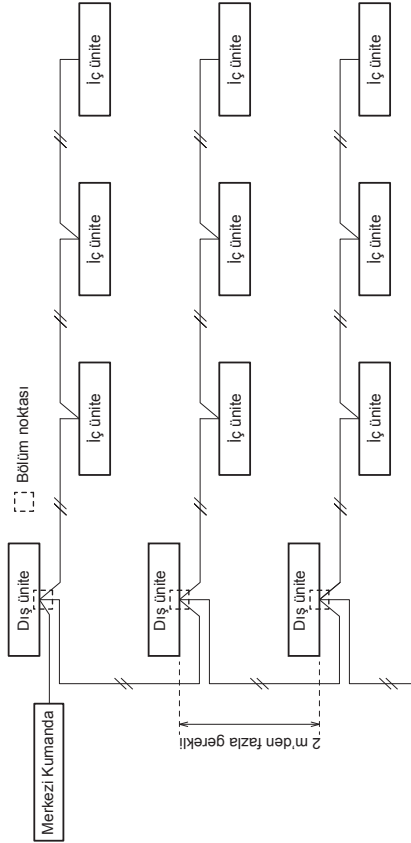 Merkezi Kumanda
Bölüm noktası
Dış ünite
İç ünite
İç ünite
İç ünite
Dış ünite
İç ünite
İç ünite
İç ünite
Dış ünite
İç ünite
İç ünite
İç ünite
2 m'den fazla gerekli